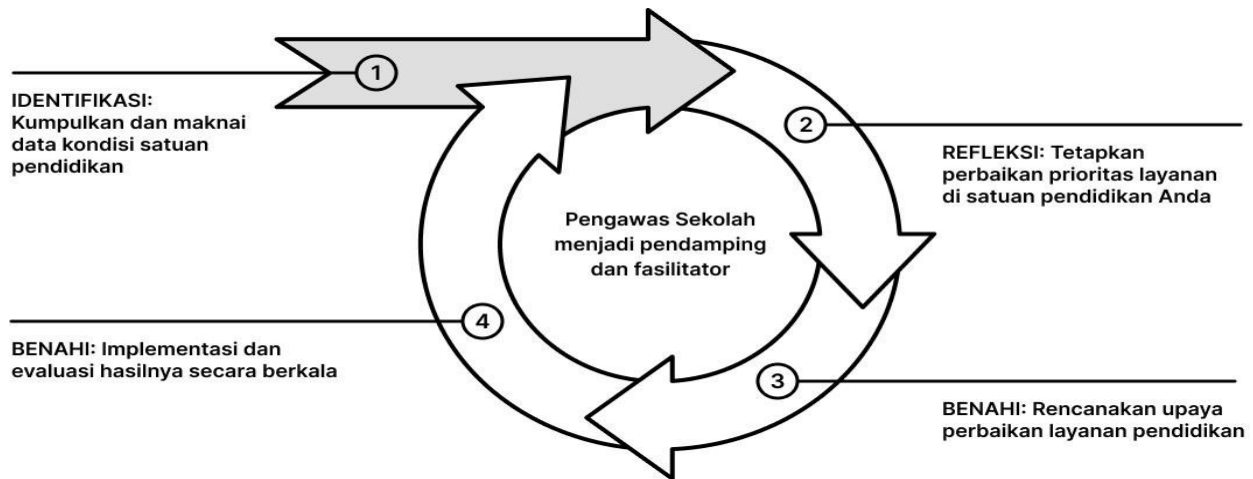 1
IDENTIFIKASI:
Kumpulkan dan maknai
data kondisi satuan
pendidikan
2
REFLEKSI: Tetapkan
perbaikan prioritas layanan
di satuan pendidikan Anda
Pengawas Sekolah
menjadi pendamping
dan fasilitator
3
BENAHI: Rencanakan upaya
perbaikan layanan pendidikan
4
BENAHI: Implementasi dan
evaluasi hasilnya secara berkala